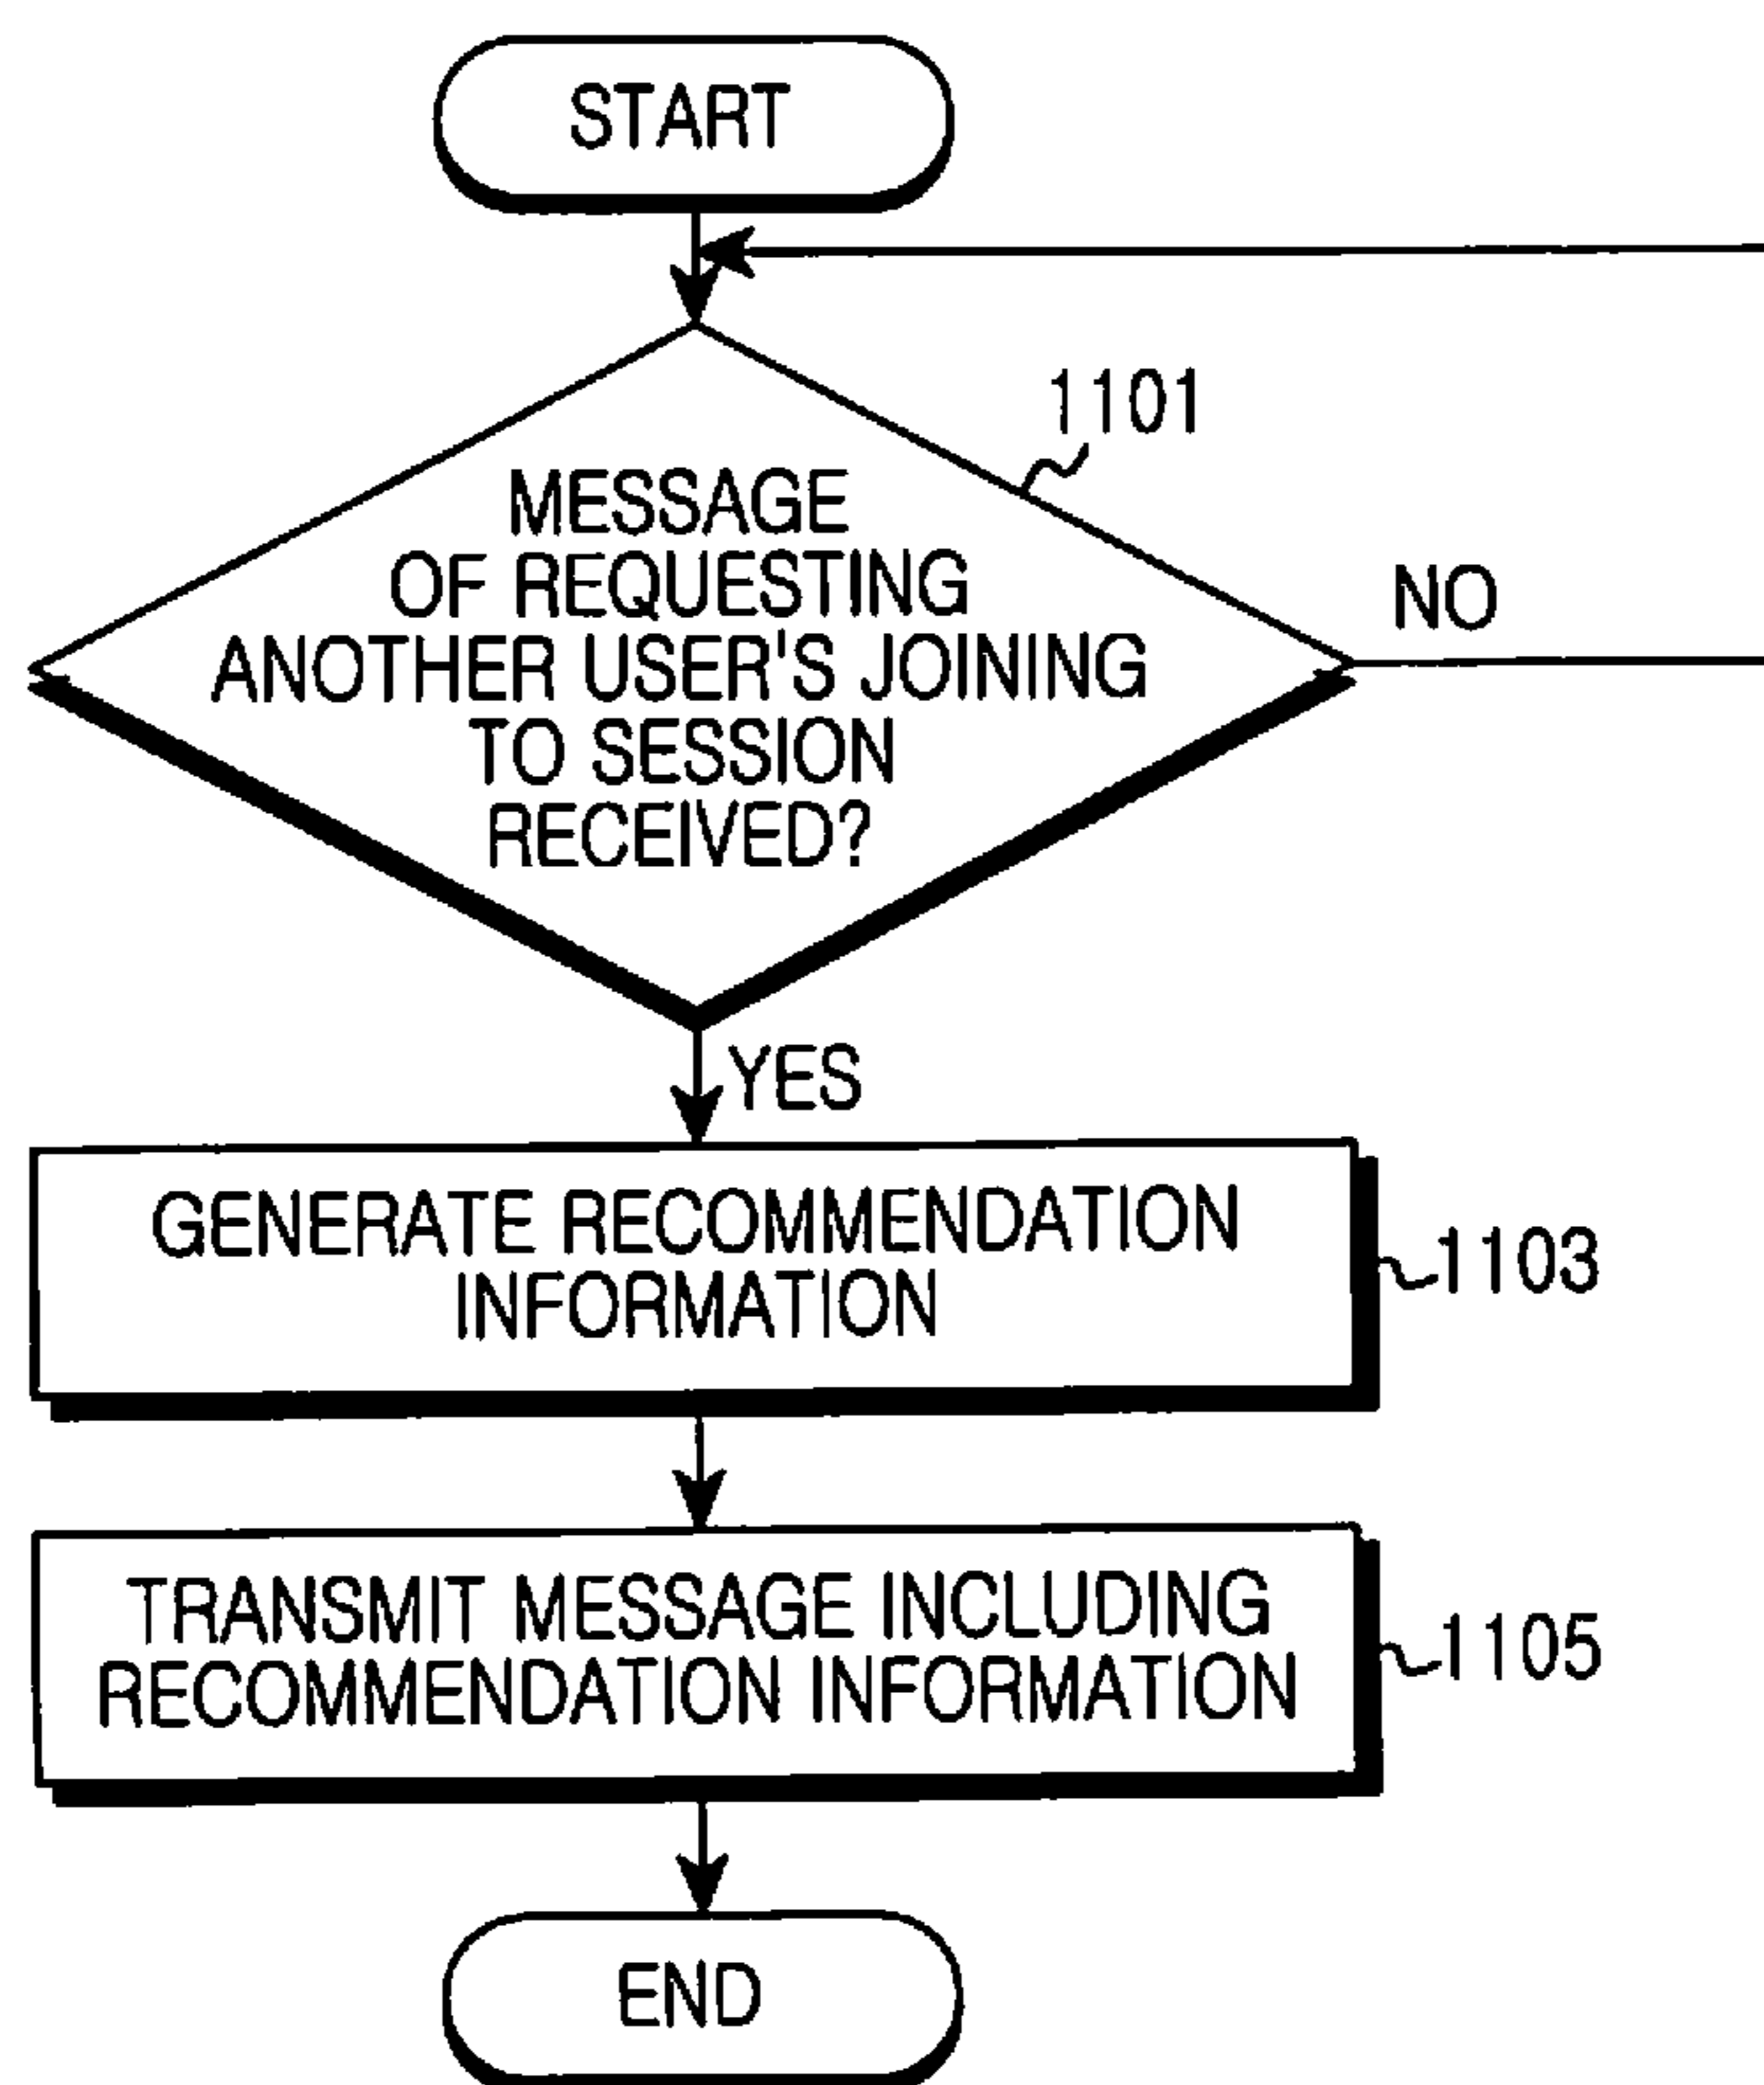 START
1101
MESSAGE
OF REQUESTING
ANOTHER USER'S JOINING
TO SESSION
RECEIVED?
NO
YES
GENERATE RECOMMENDATION
INFORMATION
1103
TRANSMIT MESSAGE INCLUDING
RECOMMENDATION INFORMATION
1105
END